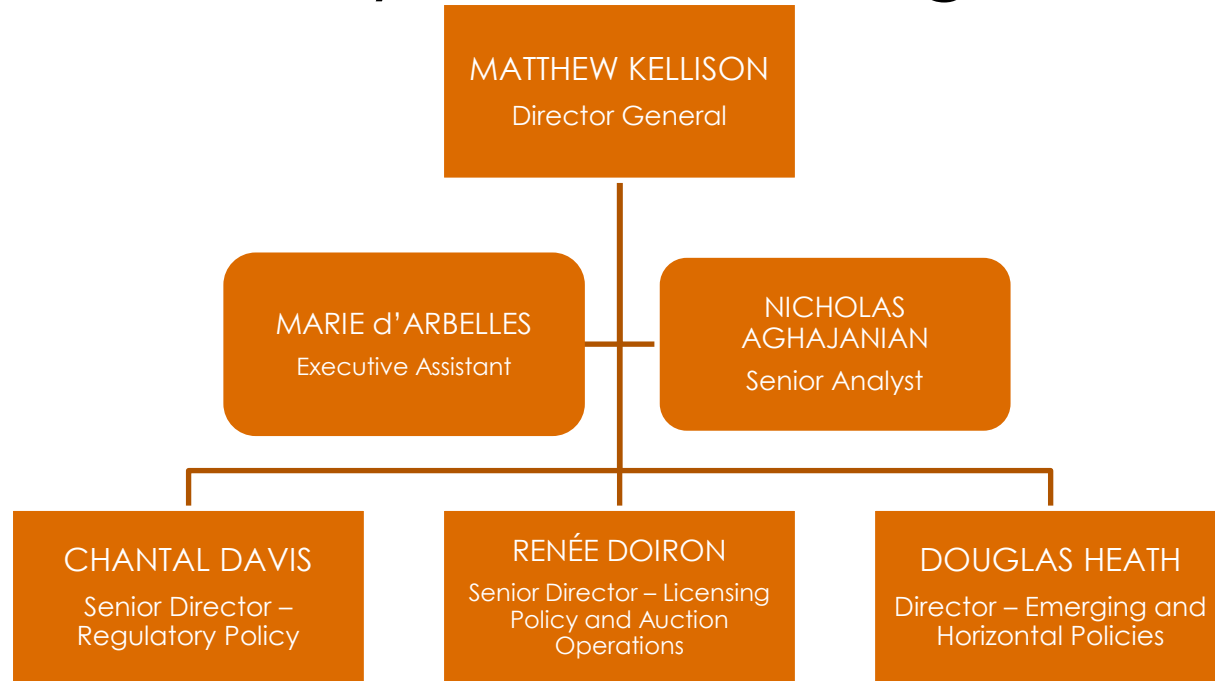 MATTHEW KELLISON
Director General
MARIE d’ARBELLES
Executive Assistant
NICHOLAS
AGHAJANIAN
Senior Analyst
CHANTAL DAVIS
Senior Director –
Regulatory Policy
RENÉE DOIRON
Senior Director – Licensing
Policy and Auction
Operations
DOUGLAS HEATH
Director – Emerging and
Horizontal Policies